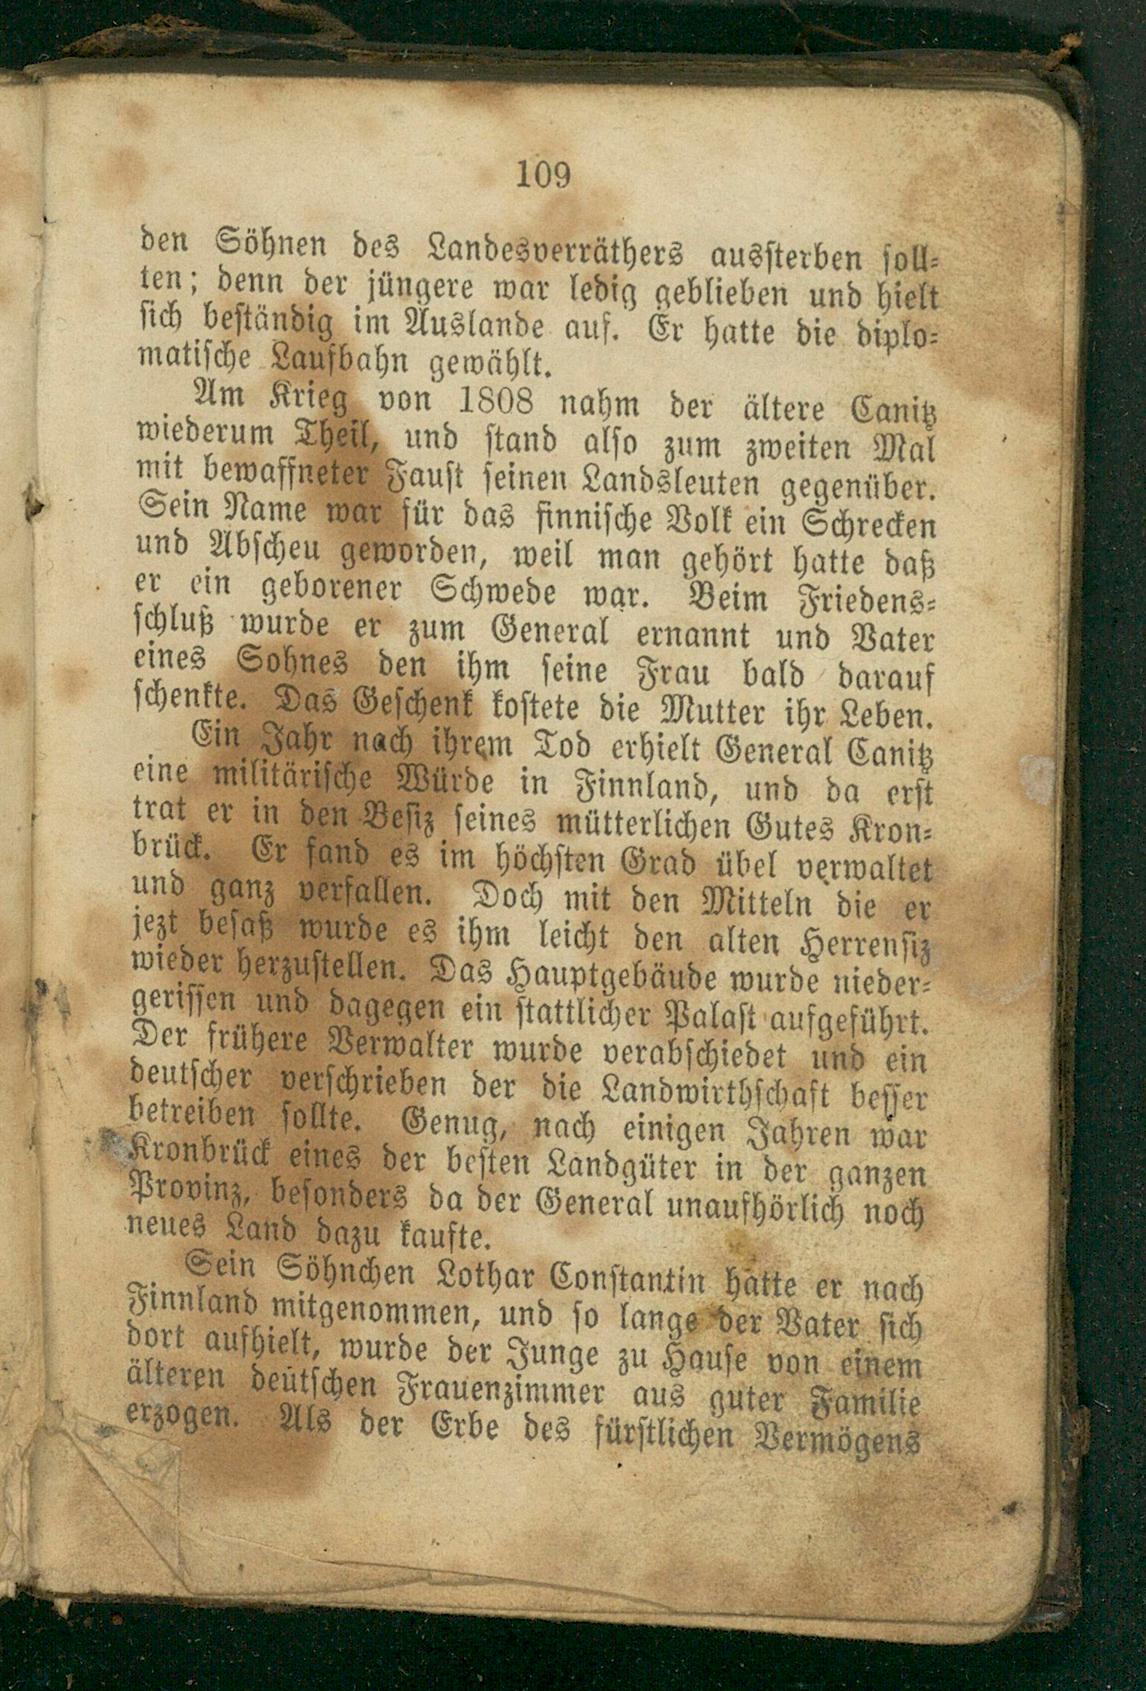 109
den Söhnen des Landesverräthers aussterben soll-
ten; denn der jüngere war ledig geblieben und hielt
sich beständig im Auslande auf. Er hatte die diplo-
matische Laufbahn gewählt.
Am Krieg von 1808 nahm der ältere Canitz
wiederum Theil, und stand also zum zweiten Mal
mit bewaffneter Faust seinen Landsleuten gegenüber.
Sein Name war für das finnische Volk ein Schrecken
und Abscheu geworden, weil man gehört hatte daß
er ein geborener Schwede war. Beim Friedens-
schluß wurde er zum General ernannt und Vater
eines Sohnes den ihm seine Frau bald darauf
schenkte. Das Geschenk kostete die Mutter ihr Leben.
Ein Jahr nach ihrem Tod erhielt General Canitz
eine militärische Würde in Finnland, und da erst
trat er in den Besiz seines mütterlichen Gutes Kron-
brück. Er fand es im höchsten Grad übel verwaltet
und ganz verfallen. Doch mit den Mitteln die er
jezt besaß wurde es ihm leicht den alten Herrensiz
wieder herzustellen. Das Hauptgebäude wurde nieder-
gerissen und dagegen ein stattlicher Palast aufgeführt.
Der frühere Verwalter wurde verabschiedet und ein
deutscher verschrieben der die Landwirthschaft besser
betreiben sollte. Genug, nach einigen Jahren war
Kronbrück eines der besten Landgüter in der ganzen
Provinz, besonders da der General unaufhörlich noch
neues Land dazu kaufte.
Sein Söhnchen Lothar Constantin hatte er nach
Finnland mitgenommen, und so lange der Vater sich
dort aufhielt, wurde der Junge zu Hause von einem
älteren deutschen Frauenzimmer aus guter Familie
erzogen. Als der Erbe des fürstlichen Vermögens